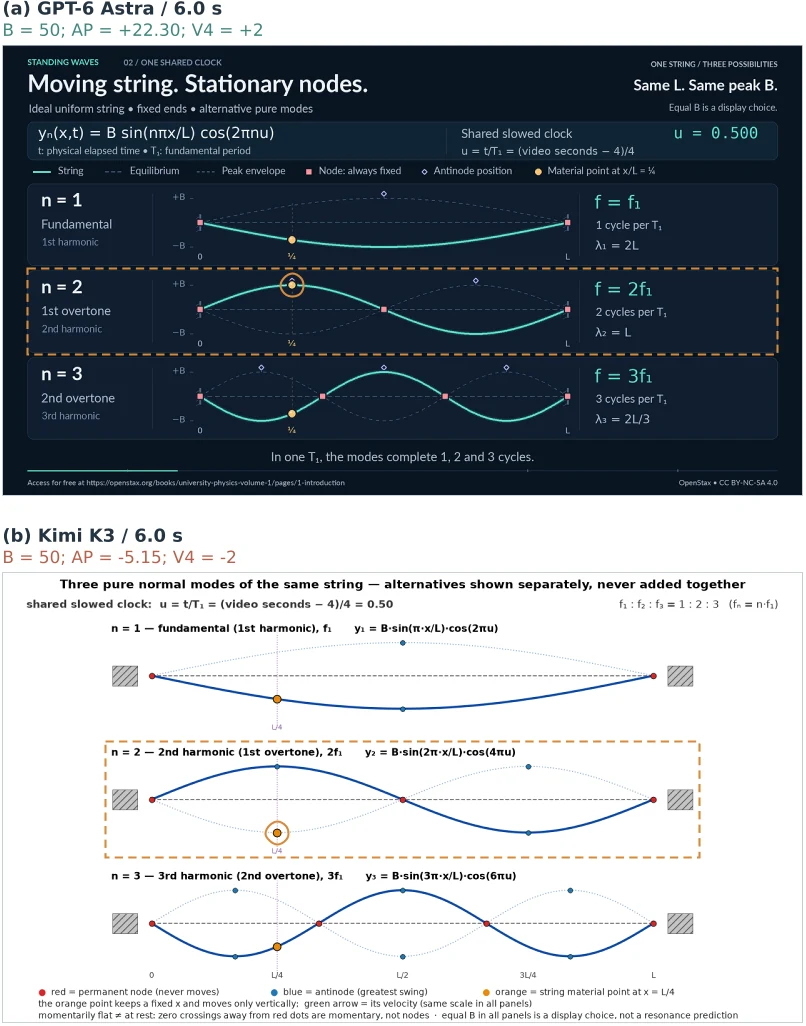 (a) GPT-6 Astra / 6.0 s
B = 50; AP = +22.30; V4 = +2
STANDING WAVES 02 / ONE SHARED CLOCK ONE STRING / THREE POSSIBILITIES
Moving string. Stationary nodes. Same L. Same peak B.
Ideal uniform string • fixed ends • alternative pure modes Equal B is a display choice.
yₙ(x,t) = B sin(nπx/L) cos(2πnu) Shared slowed clock u = 0.500
t: physical elapsed time • T₁: fundamental period u = t/T₁ = (video seconds − 4)/4
String Equilibrium Peak envelope Node: always fixed Antinode position Material point at x/L = ¼
n = 1 +B f = f₁
Fundamental 1 cycle per T₁
1st harmonic −B λ₁ = 2L
0 ¼ L
n = 2 +B f = 2f₁
1st overtone 2 cycles per T₁
2nd harmonic −B λ₂ = L
0 ¼ L
n = 3 +B f = 3f₁
2nd overtone 3 cycles per T₁
3rd harmonic −B λ₃ = 2L/3
0 ¼ L
In one T₁, the modes complete 1, 2 and 3 cycles.
Access for free at https://openstax.org/books/university-physics-volume-1/pages/1-introduction OpenStax • CC BY-NC-SA 4.0
(b) Kimi K3 / 6.0 s
B = 50; AP = -5.15; V4 = -2
Three pure normal modes of the same string — alternatives shown separately, never added together
shared slowed clock: u = t/T₁ = (video seconds − 4)/4 = 0.50 f₁ : f₂ : f₃ = 1 : 2 : 3 (fₙ = n·f₁)
n = 1 — fundamental (1st harmonic), f₁ y₁ = B·sin(π·x/L)·cos(2πu)
L/4
n = 2 — 2nd harmonic (1st overtone), 2f₁ y₂ = B·sin(2π·x/L)·cos(4πu)
L/4
n = 3 — 3rd harmonic (2nd overtone), 3f₁ y₃ = B·sin(3π·x/L)·cos(6πu)
0 L/4 L/2 3L/4 L
red = permanent node (never moves) blue = antinode (greatest swing) orange = string material point at x = L/4
the orange point keeps a fixed x and moves only vertically; green arrow = its velocity (same scale in all panels)
momentarily flat ≠ at rest: zero crossings away from red dots are momentary, not nodes · equal B in all panels is a display choice, not a resonance prediction